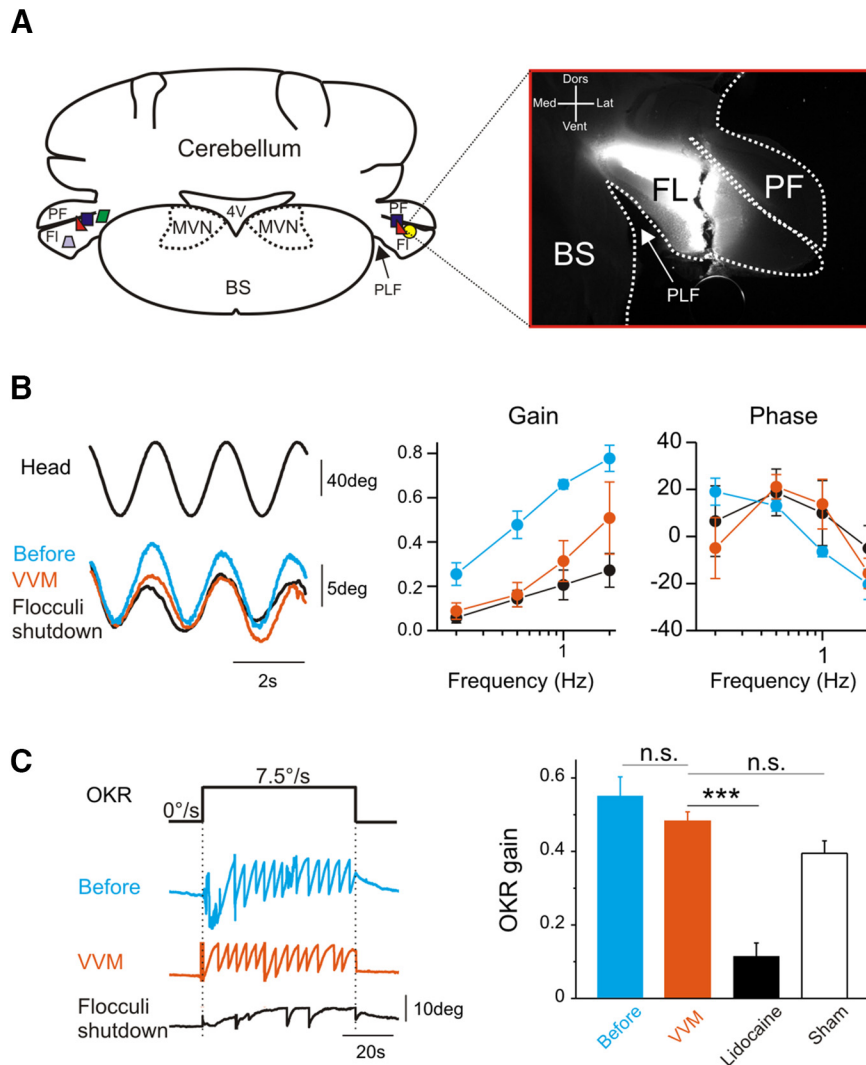 A
Cerebellum
PF
Fl
4V
MVN
MVN
PF
Fl
BS
PLF
Dors
Med
Lat
Vent
FL
PF
BS
PLF
B
Head
40deg
Before
VVM
Flocculi
shutdown
5deg
2s
Gain
0.8
0.6
0.4
0.2
0.0
1
Frequency (Hz)
Phase
40
20
0
-20
-40
1
Frequency (Hz)
C
OKR
0°/s
7.5°/s
Before
VVM
Flocculi
shutdown
10deg
20s
n.s.
n.s.
***
OKR gain
0.6
0.4
0.2
0
Before
VVM
Lidocaine
Sham